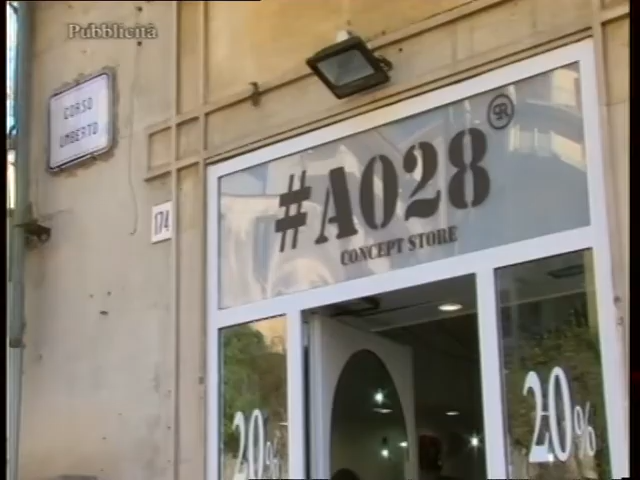 Pubblicità
CORSO
UMBERTO
174
#A028
CONCEPT STORE
20%
20%